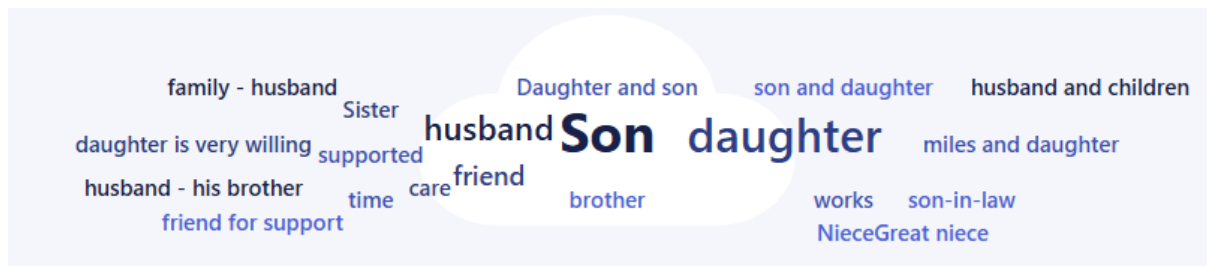 family - husband
Daughter and son
son and daughter
husband and children
Sister
husband
Son
daughter
daughter is very willing
supported
miles and daughter
friend
husband - his brother
time
care
brother
works
son-in-law
friend for support
NieceGreat niece